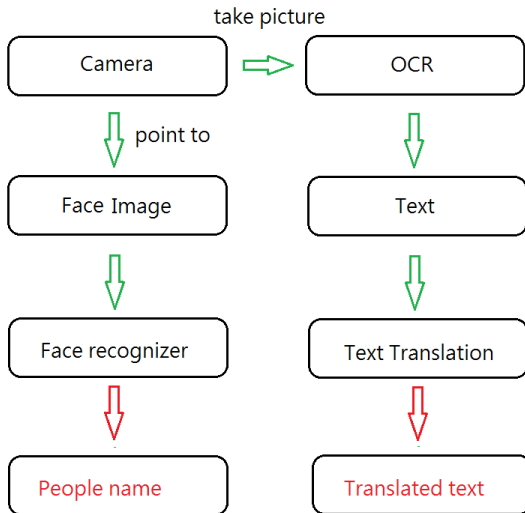 take picture
Camera
OCR
point to
Face Image
Text
Face recognizer
Text Translation
People name
Translated text